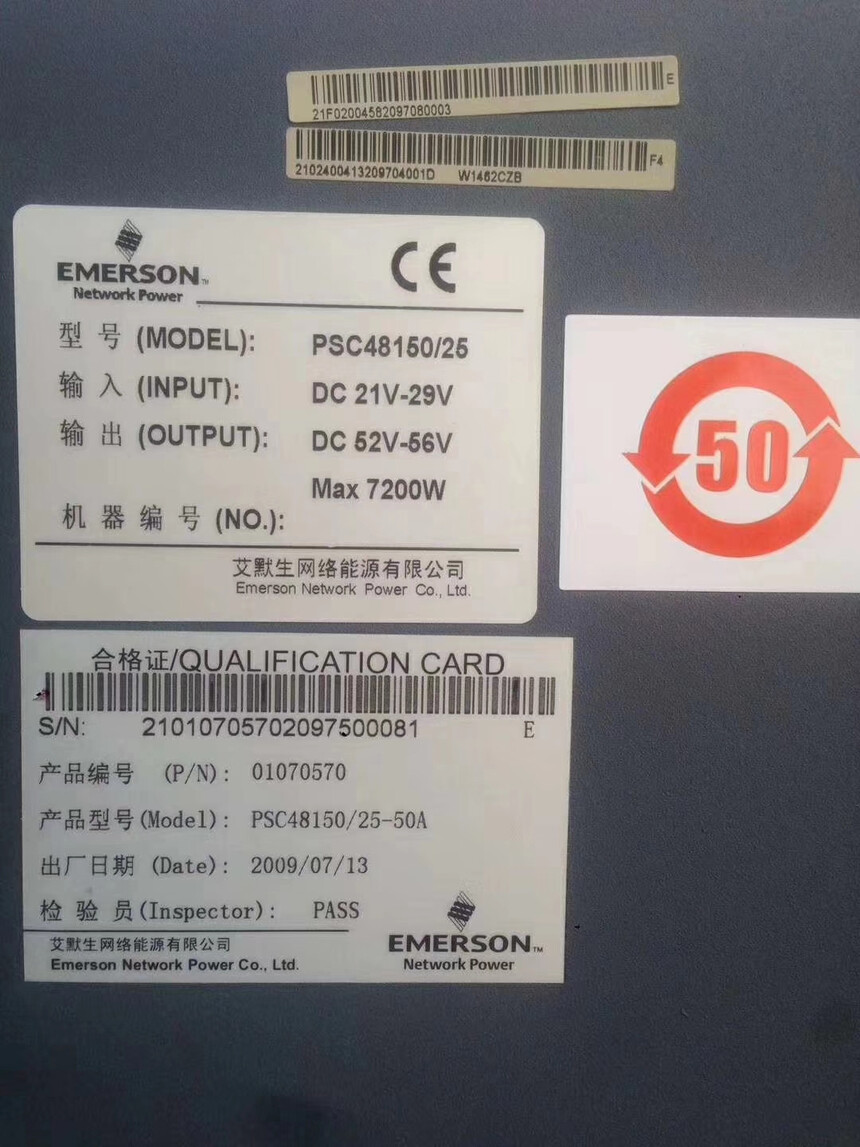 E
21F02004582097080003
F4
2102400413209704001D W1462CZB
EMERSON™
Network Power
CE
型 号 (MODEL): PSC48150/25
输 入 (INPUT): DC 21V-29V
输 出 (OUTPUT): DC 52V-56V
Max 7200W
机 器 编 号 (NO.):
艾默生网络能源有限公司
Emerson Network Power Co., Ltd.
50
合格证/QUALIFICATION CARD
S/N: 21010705702097500081 E
产品编号 (P/N): 01070570
产品型号(Model): PSC48150/25-50A
出厂日期 (Date): 2009/07/13
检 验 员(Inspector): PASS
艾默生网络能源有限公司
Emerson Network Power Co., Ltd.
EMERSON™
Network Power